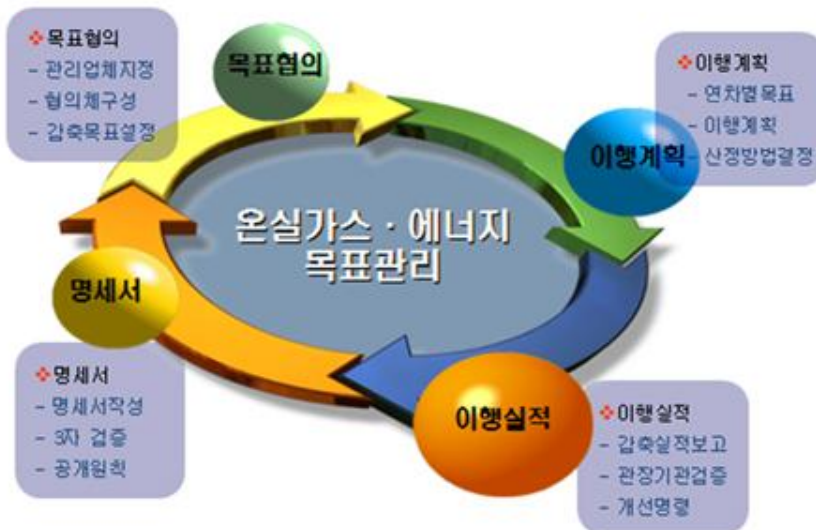 ❖목표협의
- 관리업체지정
- 협의체구성
- 감축목표설정
목표협의
❖이행계획
- 연차별목표
- 이행계획
- 산정방법결정
이행계획
온실가스 · 에너지
목표관리
명세서
❖명세서
- 명세서작성
- 3자 검증
- 공개원칙
이행실적
❖이행실적
- 감축실적보고
- 관장기관검증
- 개선명령